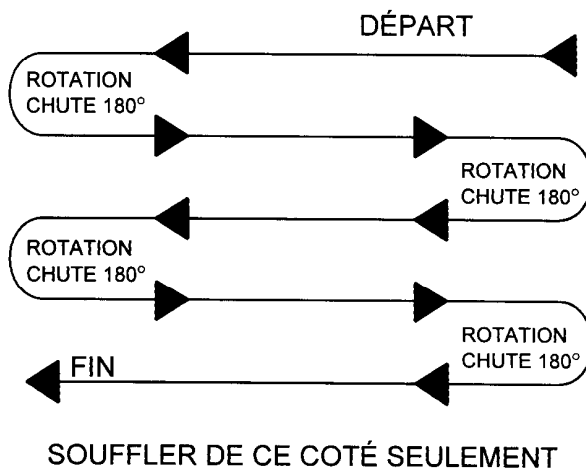 DÉPART
ROTATION
CHUTE 180°
ROTATION
CHUTE 180°
ROTATION
CHUTE 180°
ROTATION
CHUTE 180°
FIN
SOUFFLER DE CE COTÉ SEULEMENT